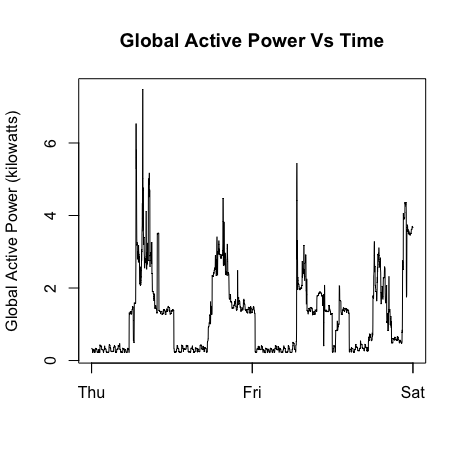 Global Active Power Vs Time
Global Active Power (kilowatts)
6
4
2
0
Thu Fri Sat